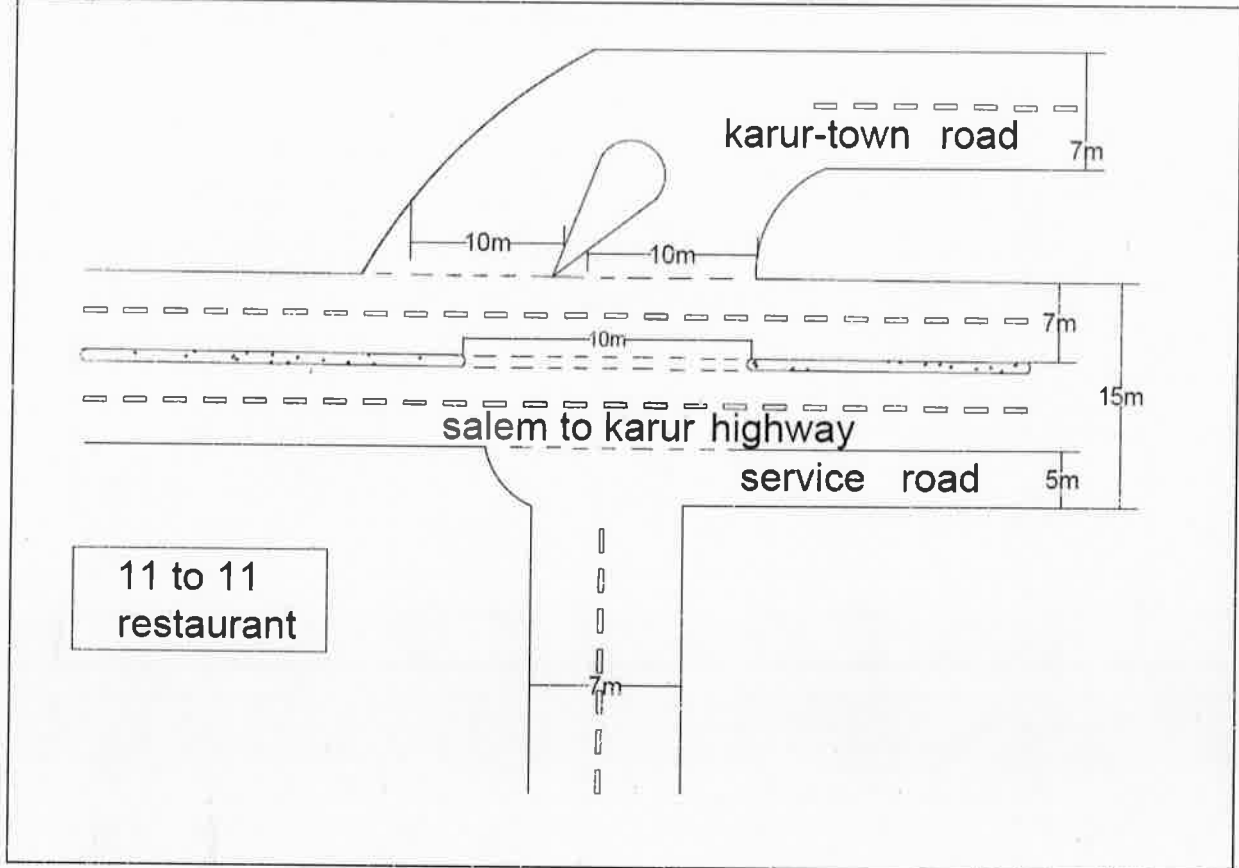 karur-town road
7m
10m
10m
7m
10m
15m
salem to karur highway
service road
5m
11 to 11
restaurant
7m